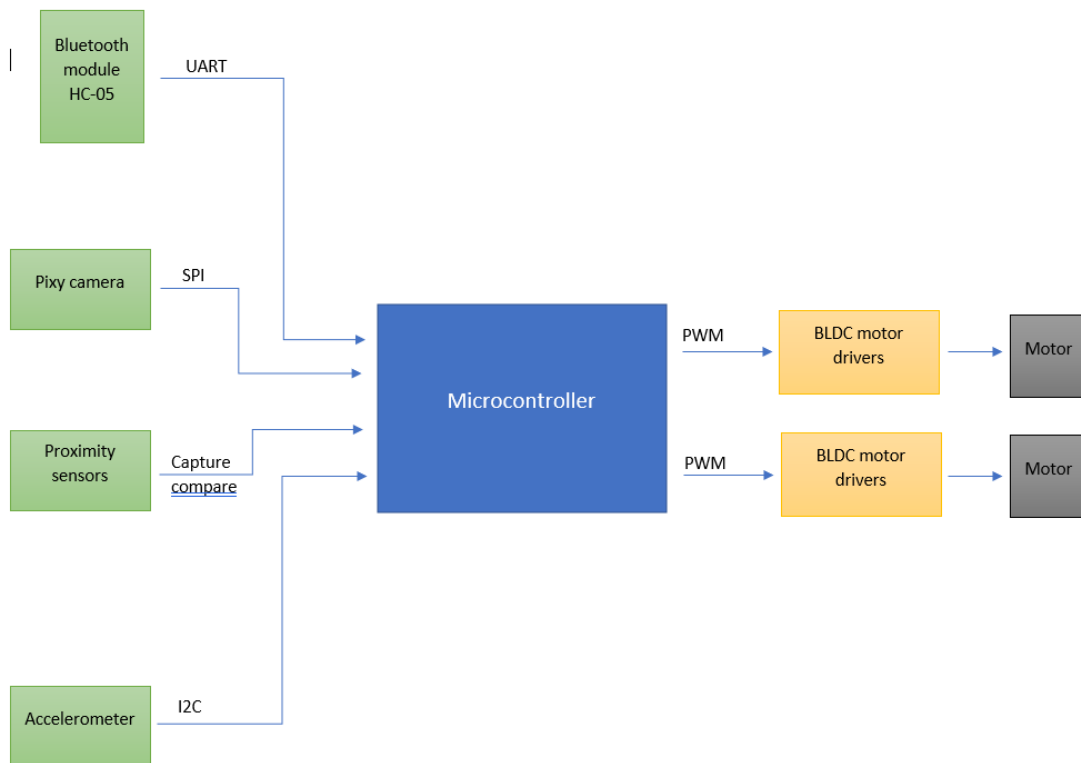 Bluetooth
module
HC-05
UART
Pixy camera
SPI
Proximity
sensors
Capture
compare
Accelerometer
I2C
Microcontroller
PWM
BLDC motor
drivers
Motor
PWM
BLDC motor
drivers
Motor